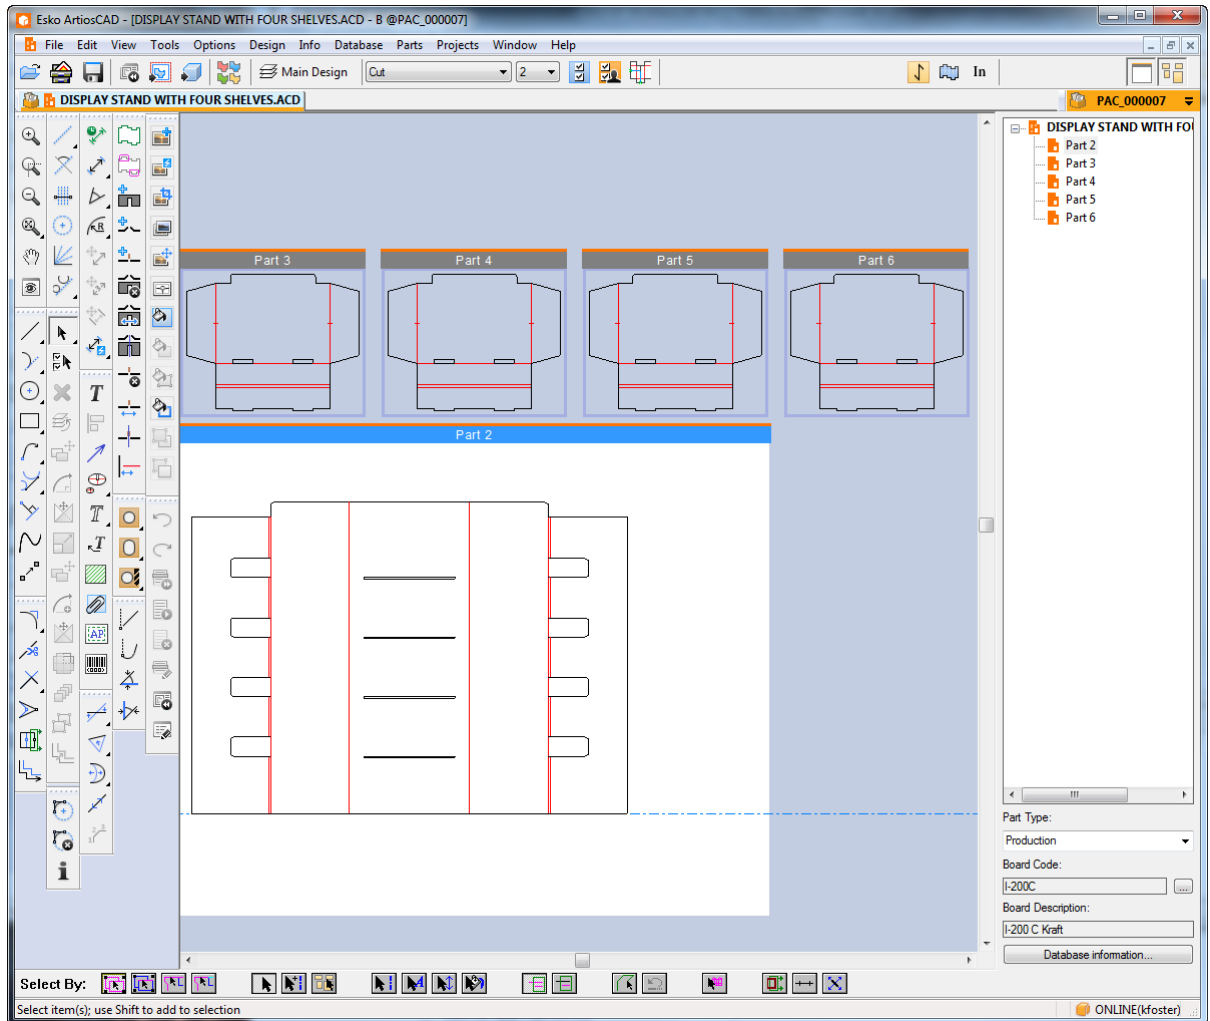 Esko ArtiosCAD - [DISPLAY STAND WITH FOUR SHELVES.ACD - B @PAC_000007]
File Edit View Tools Options Design Info Database Parts Projects Window Help
Main Design Cut 2 In
DISPLAY STAND WITH FOUR SHELVES.ACD PAC_000007
DISPLAY STAND WITH FO
Part 2
Part 3
Part 4
Part 5
Part 6
Part 3 Part 4 Part 5 Part 6
Part 2
Part Type:
Production
Board Code:
I-200C
...
Board Description:
I-200 C Kraft
Database information...
Select By:
Select item(s); use Shift to add to selection
ONLINE(kfoster)